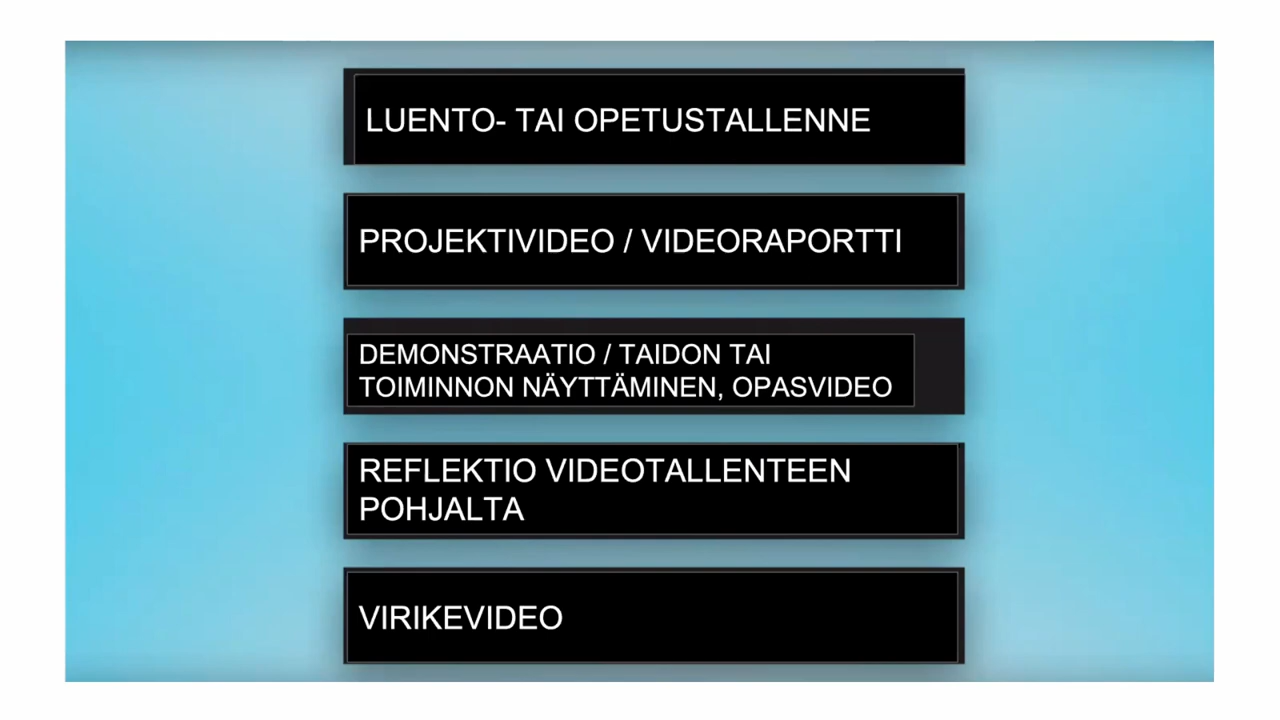 LUENTO- TAI OPETUSTALLENNE
PROJEKTIVIDEO / VIDEORAPORTTI
DEMONSTRAATIO / TAIDON TAI
TOIMINNON NÄYTTÄMINEN, OPASVIDEO
REFLEKTIO VIDEOTALLENTEEN
POHJALTA
VIRIKEVIDEO